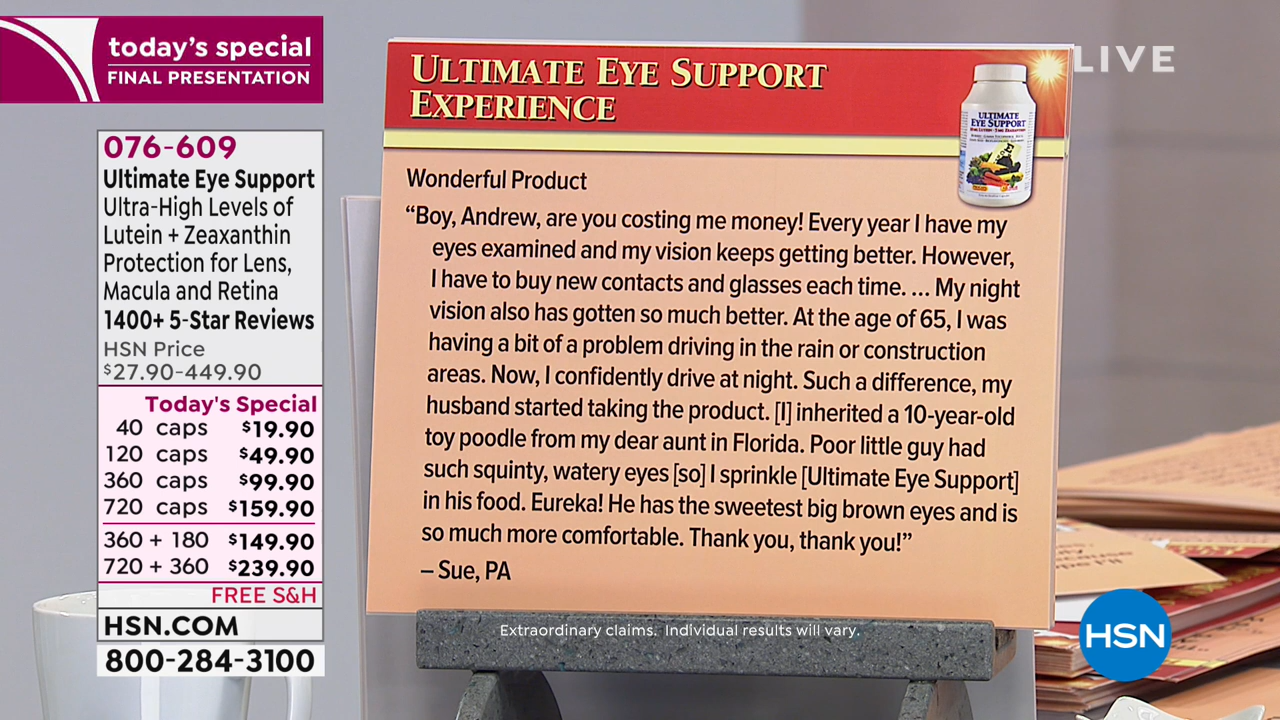 today's special
FINAL PRESENTATION
076-609
Ultimate Eye Support
Ultra-High Levels of
Lutein + Zeaxanthin
Protection for Lens,
Macula and Retina
1400+ 5-Star Reviews
HSN Price
$27.90-449.90
Today's Special
40 caps $19.90
120 caps $49.90
360 caps $99.90
720 caps $159.90
360 + 180 $149.90
720 + 360 $239.90
FREE S&H
HSN.COM
800-284-3100
LIVE
ULTIMATE EYE SUPPORT
EXPERIENCE
ULTIMATE
EYE SUPPORT
Wonderful Product
“Boy, Andrew, are you costing me money! Every year I have my
eyes examined and my vision keeps getting better. However,
I have to buy new contacts and glasses each time. ... My night
vision also has gotten so much better. At the age of 65, I was
having a bit of a problem driving in the rain or construction
areas. Now, I confidently drive at night. Such a difference, my
husband started taking the product. [I] inherited a 10-year-old
toy poodle from my dear aunt in Florida. Poor little guy had
such squinty, watery eyes [so] I sprinkle [Ultimate Eye Support]
in his food. Eureka! He has the sweetest big brown eyes and is
so much more comfortable. Thank you, thank you!”
– Sue, PA
Extraordinary claims. Individual results will vary.
HSN